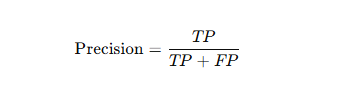 Precision = TP / TP + FP